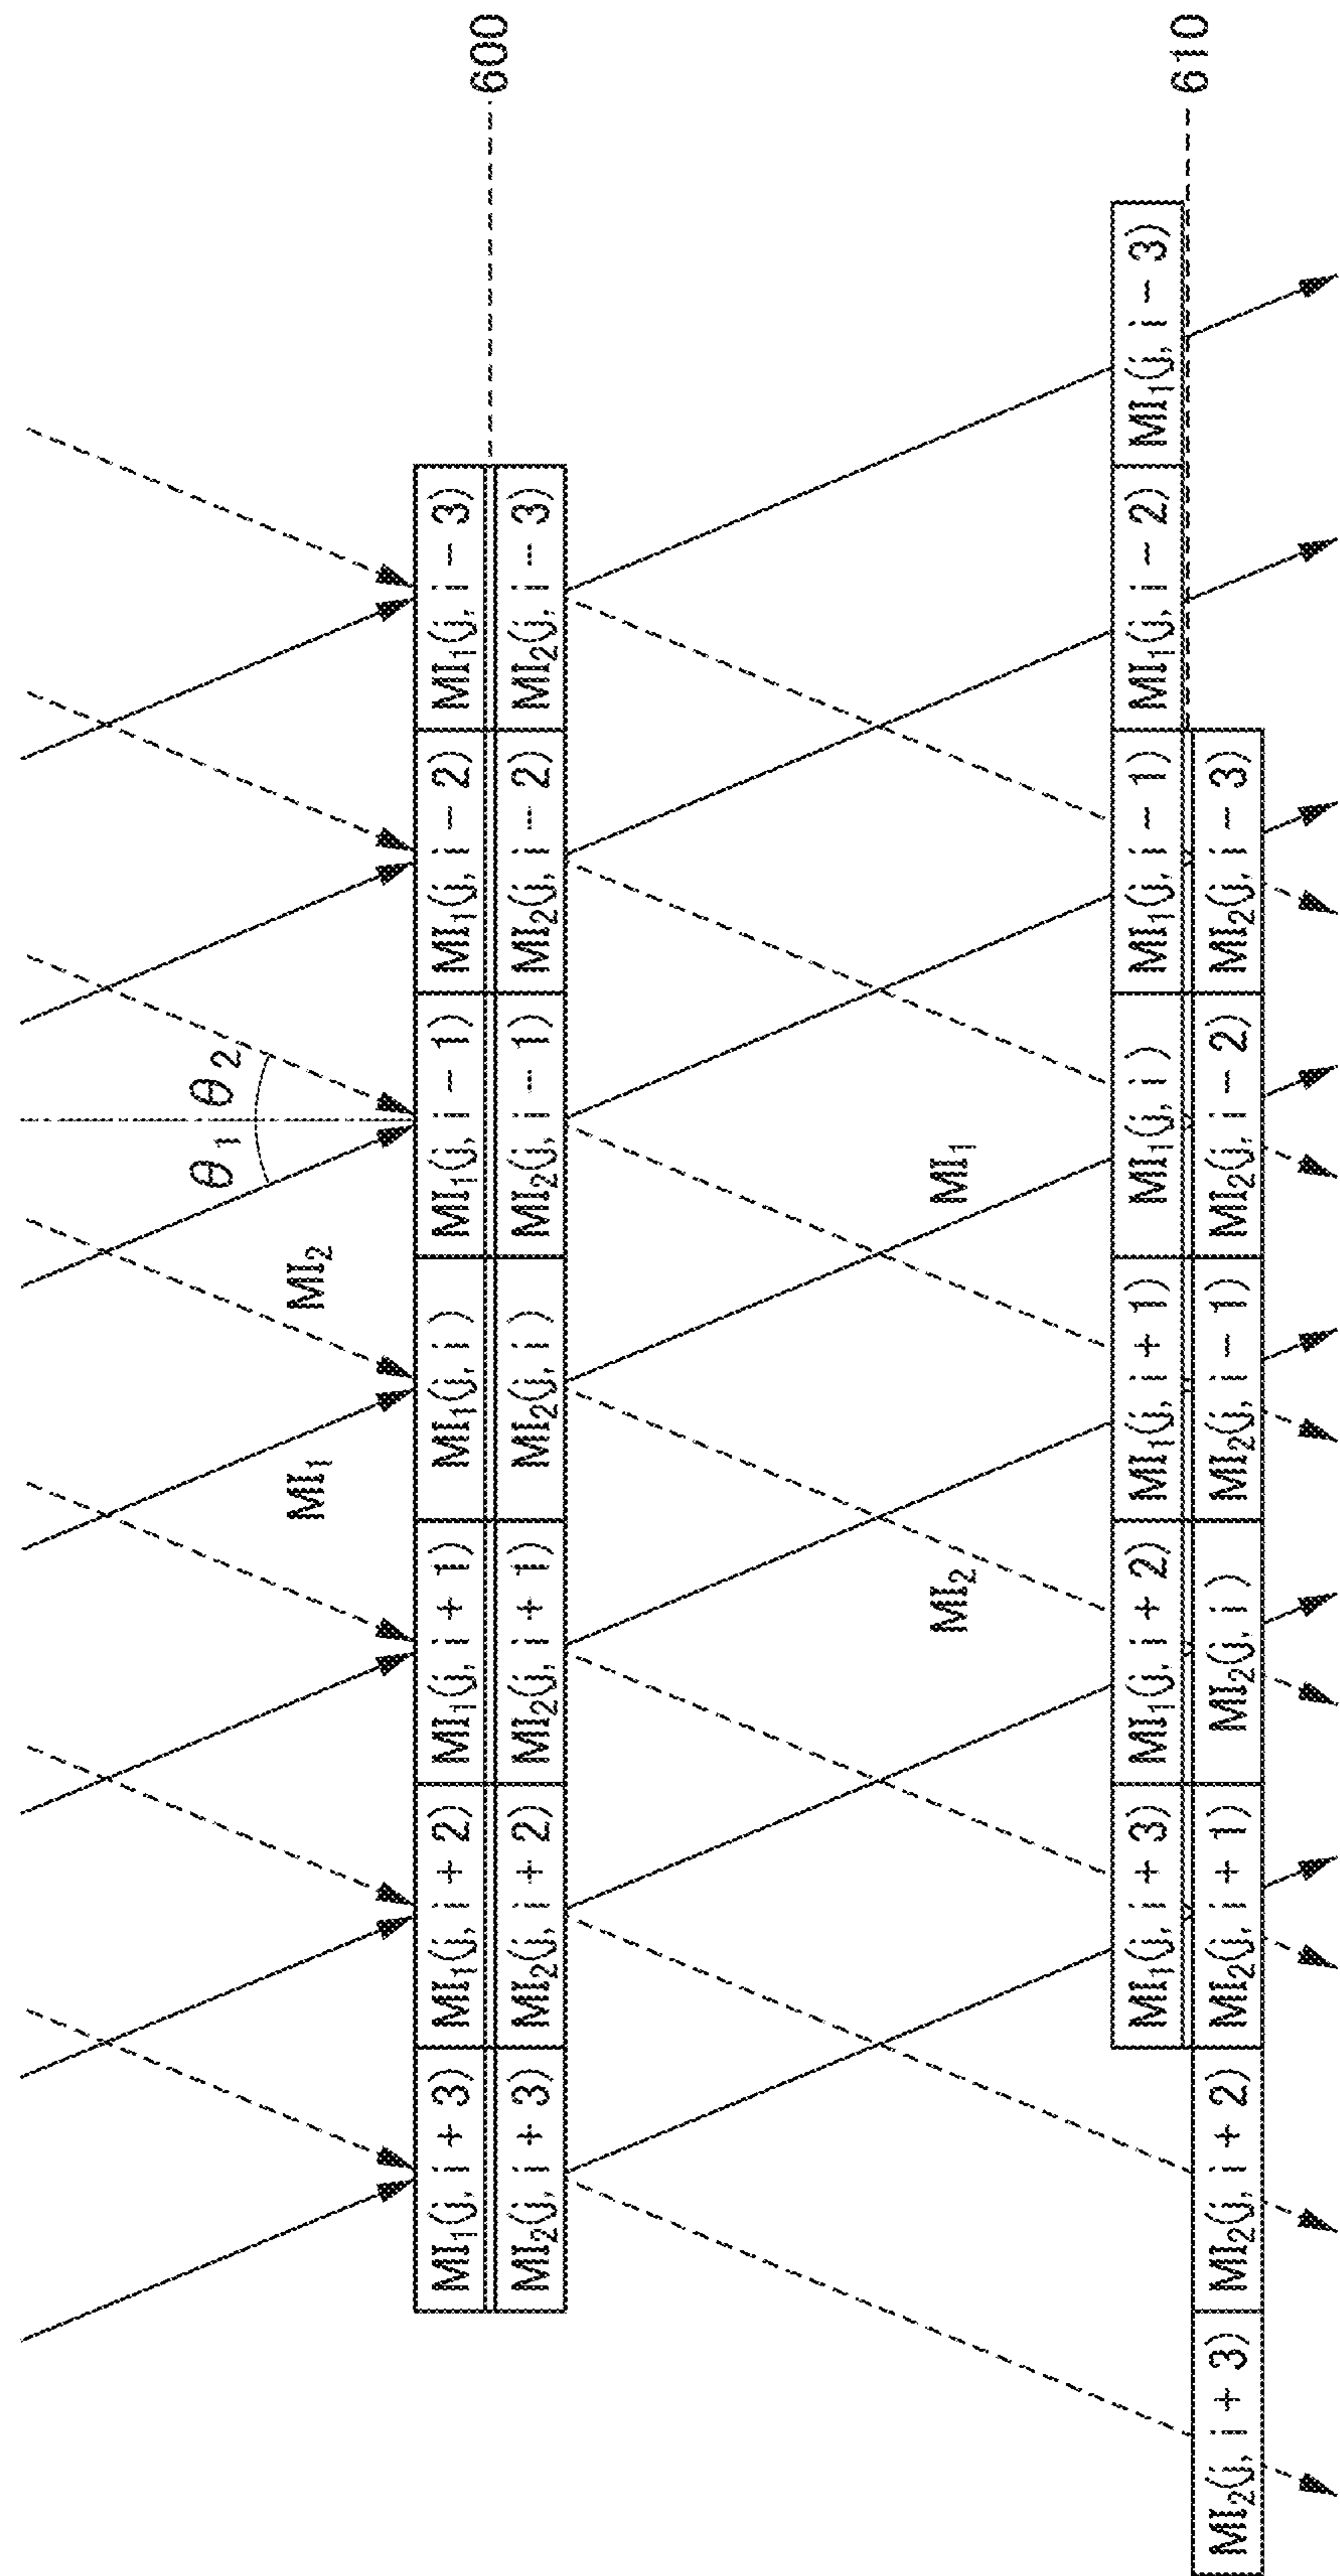 θ₁ θ₂
MI₁ MI₂
MI₁(j, i + 3) MI₁(j, i + 2) MI₁(j, i + 1) MI₁(j, i ) MI₁(j, i - 1) MI₁(j, i - 2) MI₁(j, i - 3)
600
MI₂(j, i + 3) MI₂(j, i + 2) MI₂(j, i + 1) MI₂(j, i ) MI₂(j, i - 1) MI₂(j, i - 2) MI₂(j, i - 3)
MI₂ MI₁
MI₁(j, i + 3) MI₁(j, i + 2) MI₁(j, i + 1) MI₁(j, i ) MI₁(j, i - 1) MI₁(j, i - 2) MI₁(j, i - 3)
610
MI₂(j, i + 3) MI₂(j, i + 2) MI₂(j, i + 1) MI₂(j, i ) MI₂(j, i - 1) MI₂(j, i - 2) MI₂(j, i - 3)